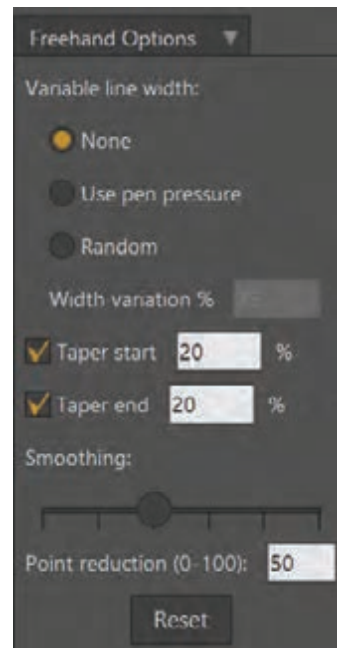 Freehand Options
Variable line width:
None
Use pen pressure
Random
Width variation %
Taper start 20 %
Taper end 20 %
Smoothing:
Point reduction (0-100): 50
Reset